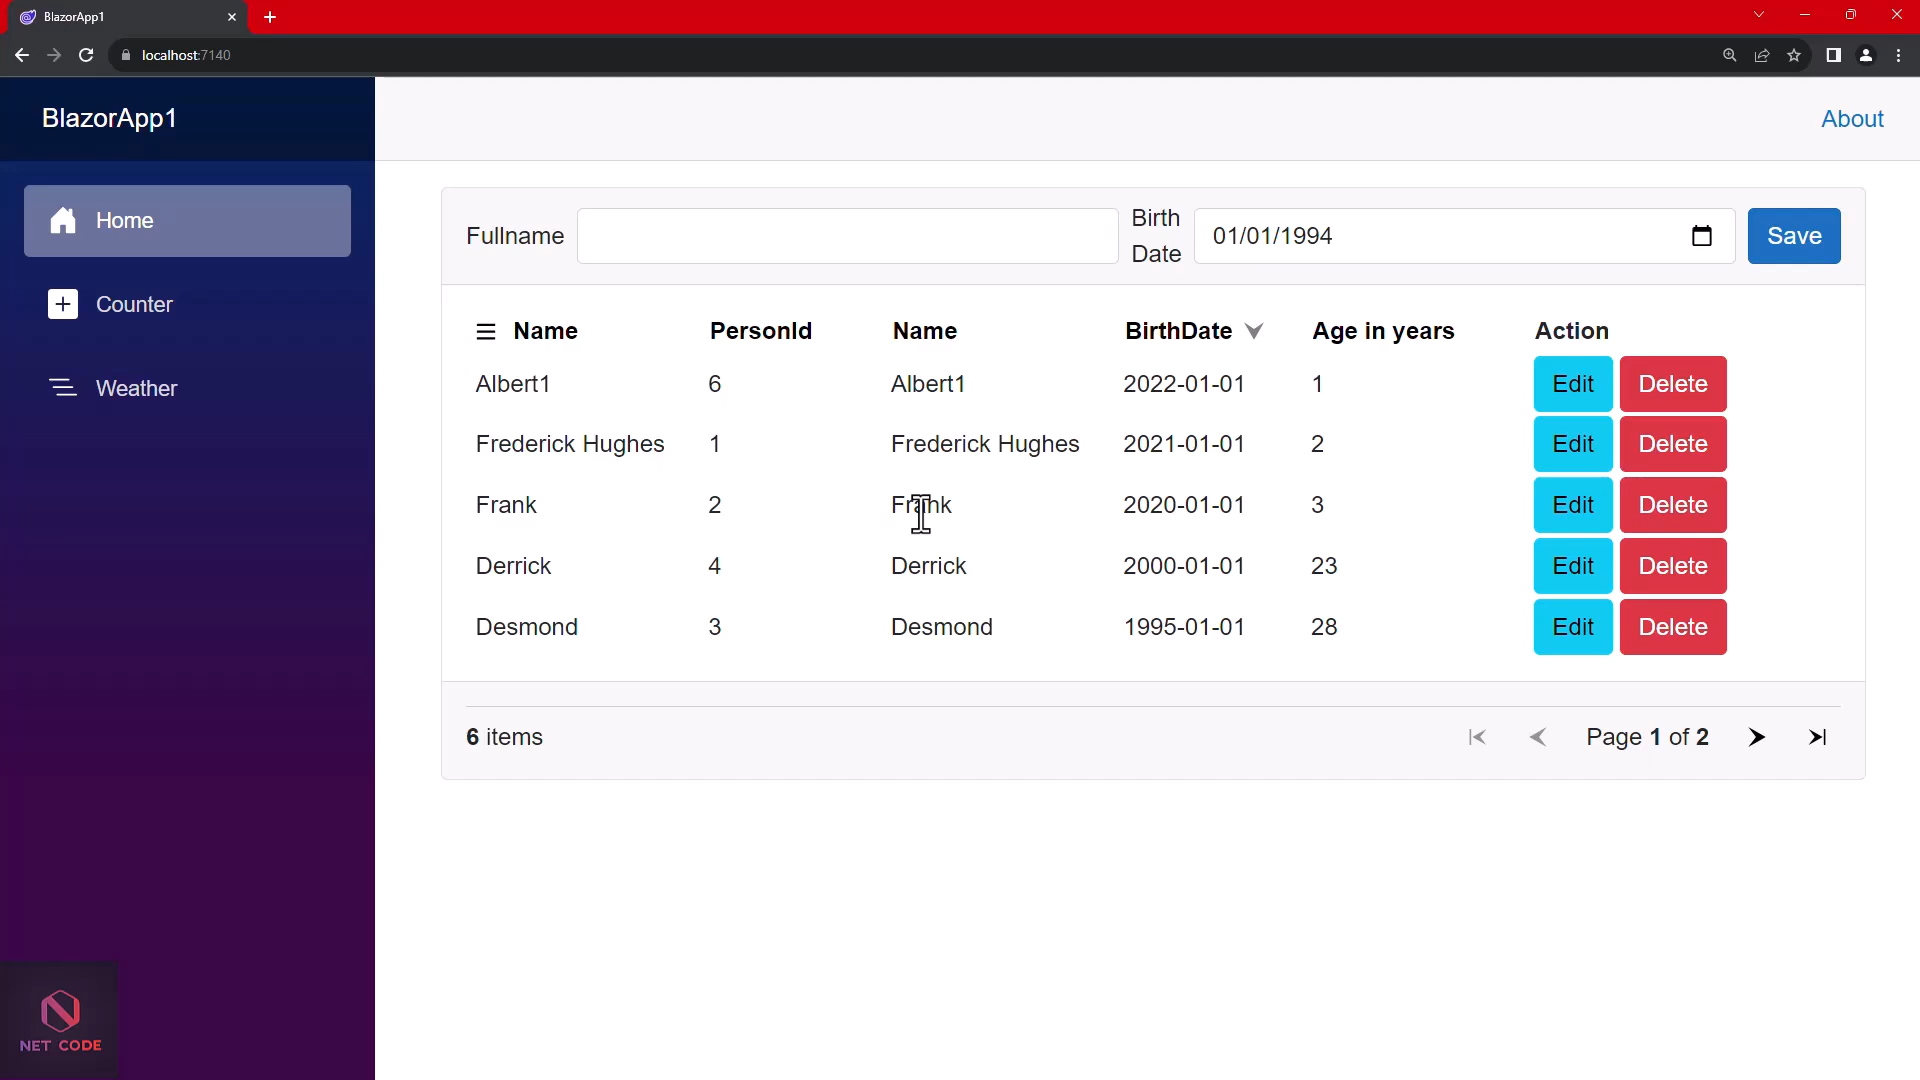 BlazorApp1
localhost:7140
BlazorApp1
About
Home
Counter
Weather
Fullname
Birth
Date
01/01/1994
Save
Name PersonId Name BirthDate Age in years Action
Albert1 6 Albert1 2022-01-01 1 Edit Delete
Frederick Hughes 1 Frederick Hughes 2021-01-01 2 Edit Delete
Frank 2 Frank 2020-01-01 3 Edit Delete
Derrick 4 Derrick 2000-01-01 23 Edit Delete
Desmond 3 Desmond 1995-01-01 28 Edit Delete
6 items
Page 1 of 2
NET CODE